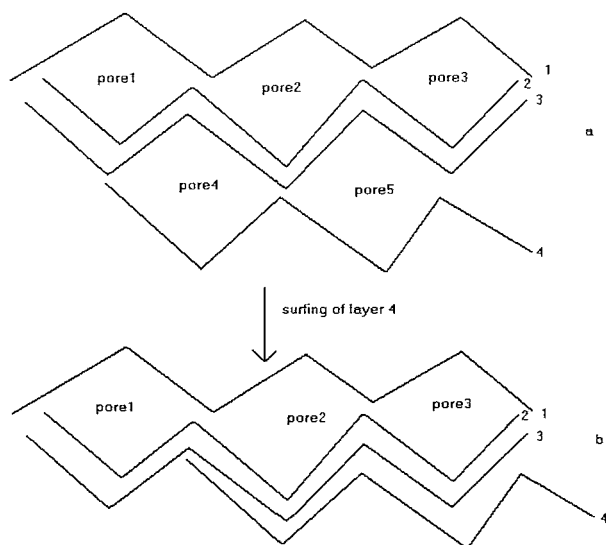 1
pore1
pore2
pore3
2
3
a
pore4
pore5
4
surfing of layer 4
pore1
pore2
pore3
2 1
3
b
4